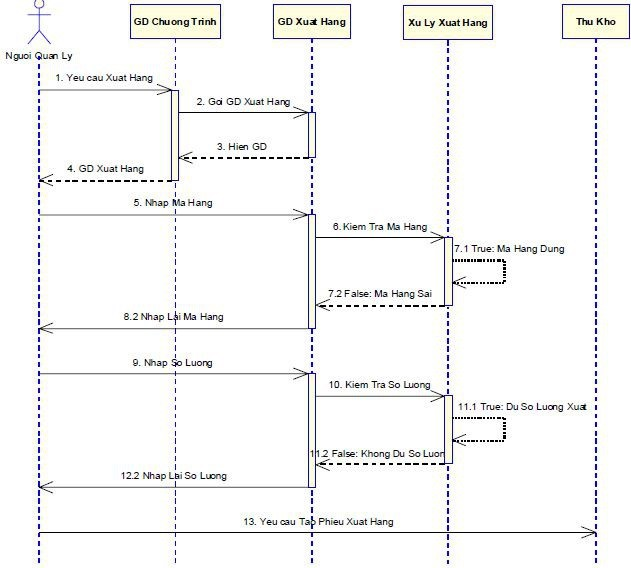 GD Chuong Trinh
GD Xuat Hang
Xu Ly Xuat Hang
Thu Kho
Nguoi Quan Ly
1. Yeu cau Xuat Hang
2. Goi GD Xuat Hang
3. Hien GD
4. GD Xuat Hang
5. Nhap Ma Hang
6. Kiem Tra Ma Hang
7.1 True: Ma Hang Dung
7.2 False: Ma Hang Sai
8.2 Nhap Lai Ma Hang
9. Nhap So Luong
10. Kiem Tra So Luong
11.1 True: Du So Luong Xuat
11.2 False: Khong Du So Luon
12.2 Nhap Lai So Luong
13. Yeu cau Tao Phieu Xuat Hang